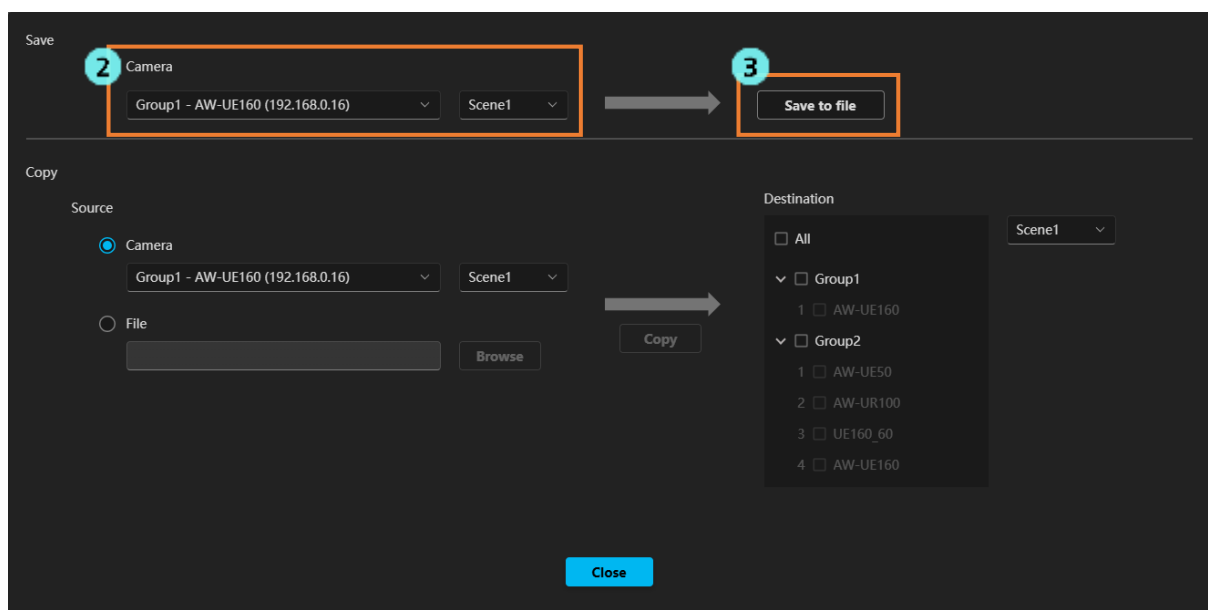 Save
2
Camera
Group1 - AW-UE160 (192.168.0.16)
Scene1
3
Save to file
Copy
Source
Camera
Group1 - AW-UE160 (192.168.0.16)
Scene1
File
Browse
Copy
Destination
All
Scene1
Group1
1 AW-UE160
Group2
1 AW-UE50
2 AW-UR100
3 UE160_60
4 AW-UE160
Close